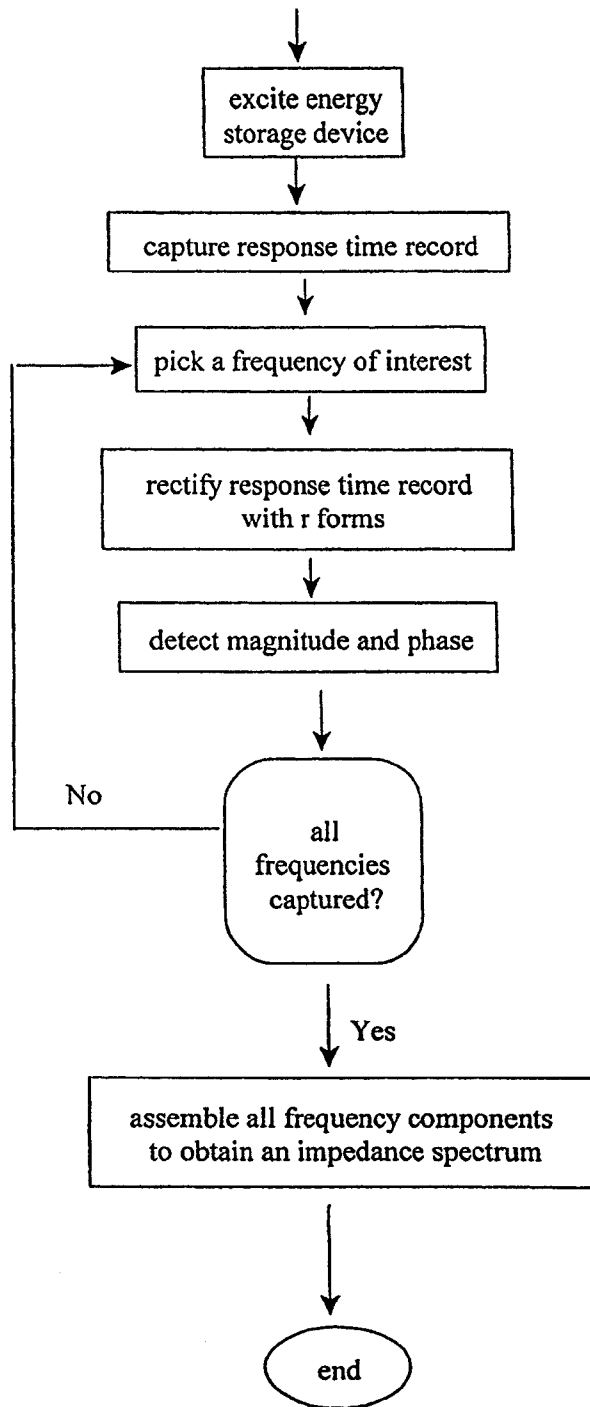 excite energy
storage device
capture response time record
pick a frequency of interest
rectify response time record
with r forms
detect magnitude and phase
No
all
frequencies
captured?
Yes
assemble all frequency components
to obtain an impedance spectrum
end